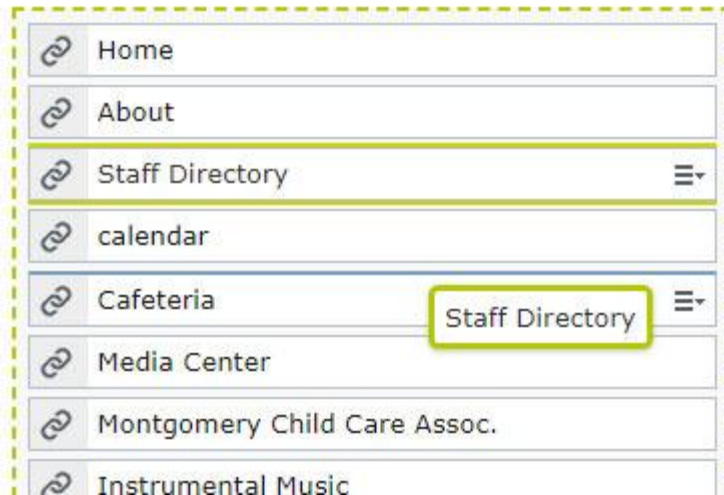 Home
About
Staff Directory
calendar
Cafeteria
Staff Directory
Media Center
Montgomery Child Care Assoc.
Instrumental Music